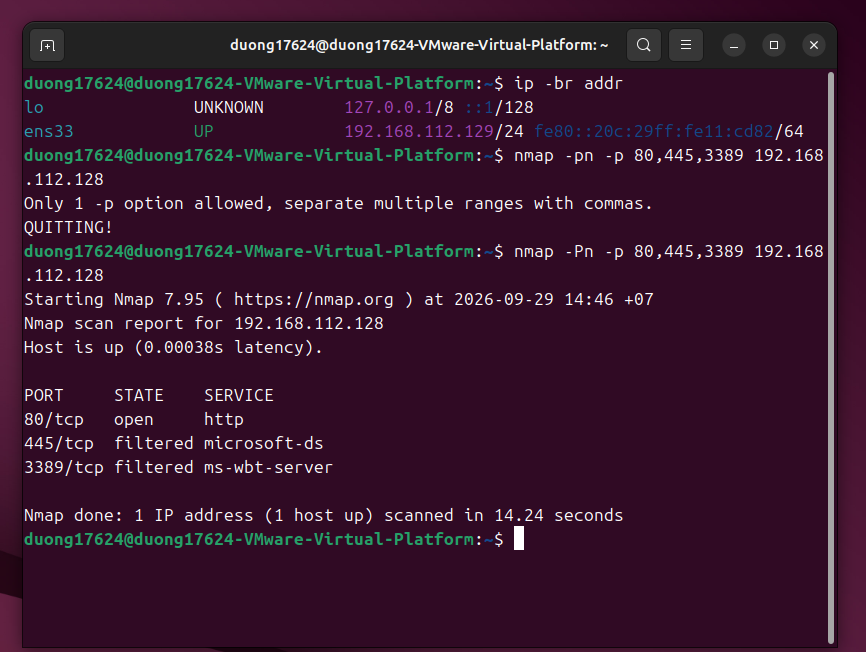 duong17624@duong17624-VMware-Virtual-Platform: ~
duong17624@duong17624-VMware-Virtual-Platform:~$ ip -br addr
lo               UNKNOWN        127.0.0.1/8 ::1/128
ens33            UP             192.168.112.129/24 fe80::20c:29ff:fe11:cd82/64
duong17624@duong17624-VMware-Virtual-Platform:~$ nmap -pn -p 80,445,3389 192.168
.112.128
Only 1 -p option allowed, separate multiple ranges with commas.
QUITTING!
duong17624@duong17624-VMware-Virtual-Platform:~$ nmap -Pn -p 80,445,3389 192.168
.112.128
Starting Nmap 7.95 ( https://nmap.org ) at 2026-09-29 14:46 +07
Nmap scan report for 192.168.112.128
Host is up (0.00038s latency).
PORT     STATE    SERVICE
80/tcp   open     http
445/tcp  filtered microsoft-ds
3389/tcp filtered ms-wbt-server
Nmap done: 1 IP address (1 host up) scanned in 14.24 seconds
duong17624@duong17624-VMware-Virtual-Platform:~$